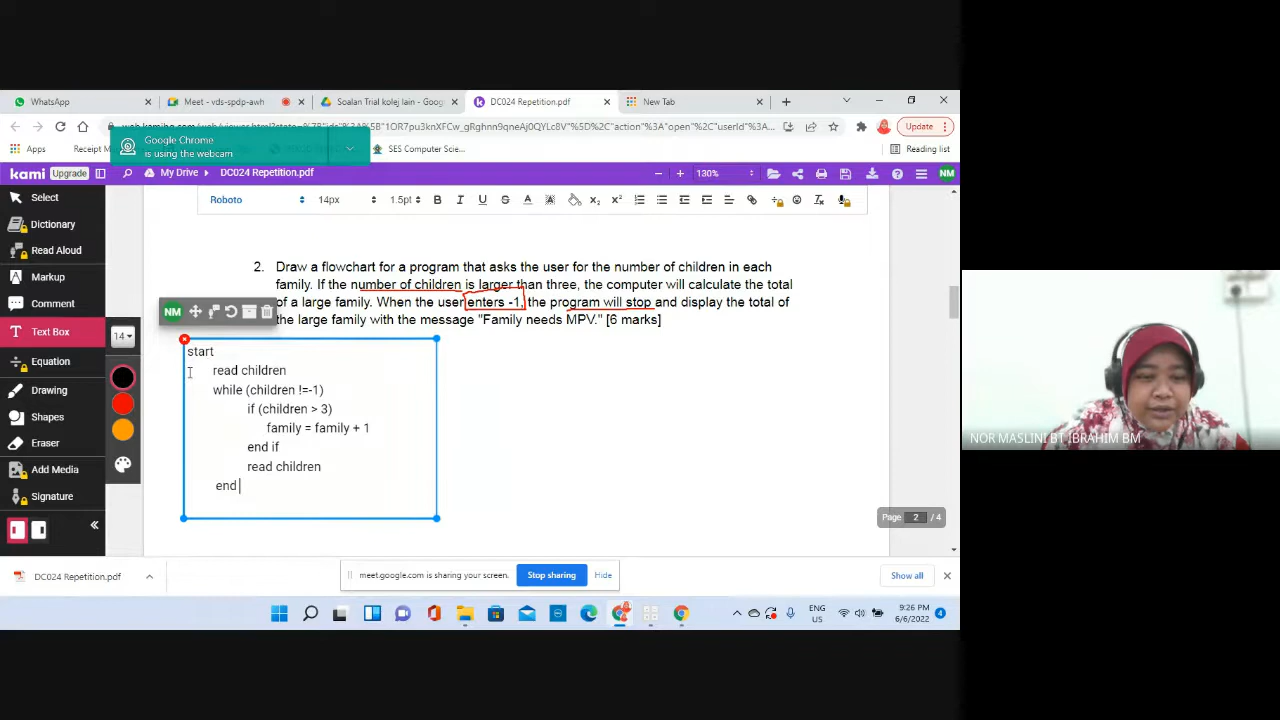 WhatsApp
Meet - vds-spdp-awh
Soalan Trial kolej lain - Goog
DC024 Repetition.pdf
New Tab
Google Chrome
is using the webcam
Update
Apps
Receipt M
SES Computer Scie...
Reading list
kami Upgrade
My Drive
DC024 Repetition.pdf
130%
NM
Select
Dictionary
Read Aloud
Markup
Comment
Text Box
Equation
Drawing
Shapes
Eraser
Add Media
Signature
Roboto 14px 1.5pt B I U S A
2. Draw a flowchart for a program that asks the user for the number of children in each
family. If the number of children is larger than three, the computer will calculate the total
of a large family. When the user enters -1, the program will stop and display the total of
the large family with the message "Family needs MPV." [6 marks]
NM
14
start
read children
while (children !=-1)
if (children > 3)
family = family + 1
end if
read children
end
Page 2 / 4
NOR MASLINI BT IBRAHIM BM
DC024 Repetition.pdf
meet.google.com is sharing your screen.
Stop sharing
Hide
Show all
ENG
US
9:26 PM
6/6/2022
4